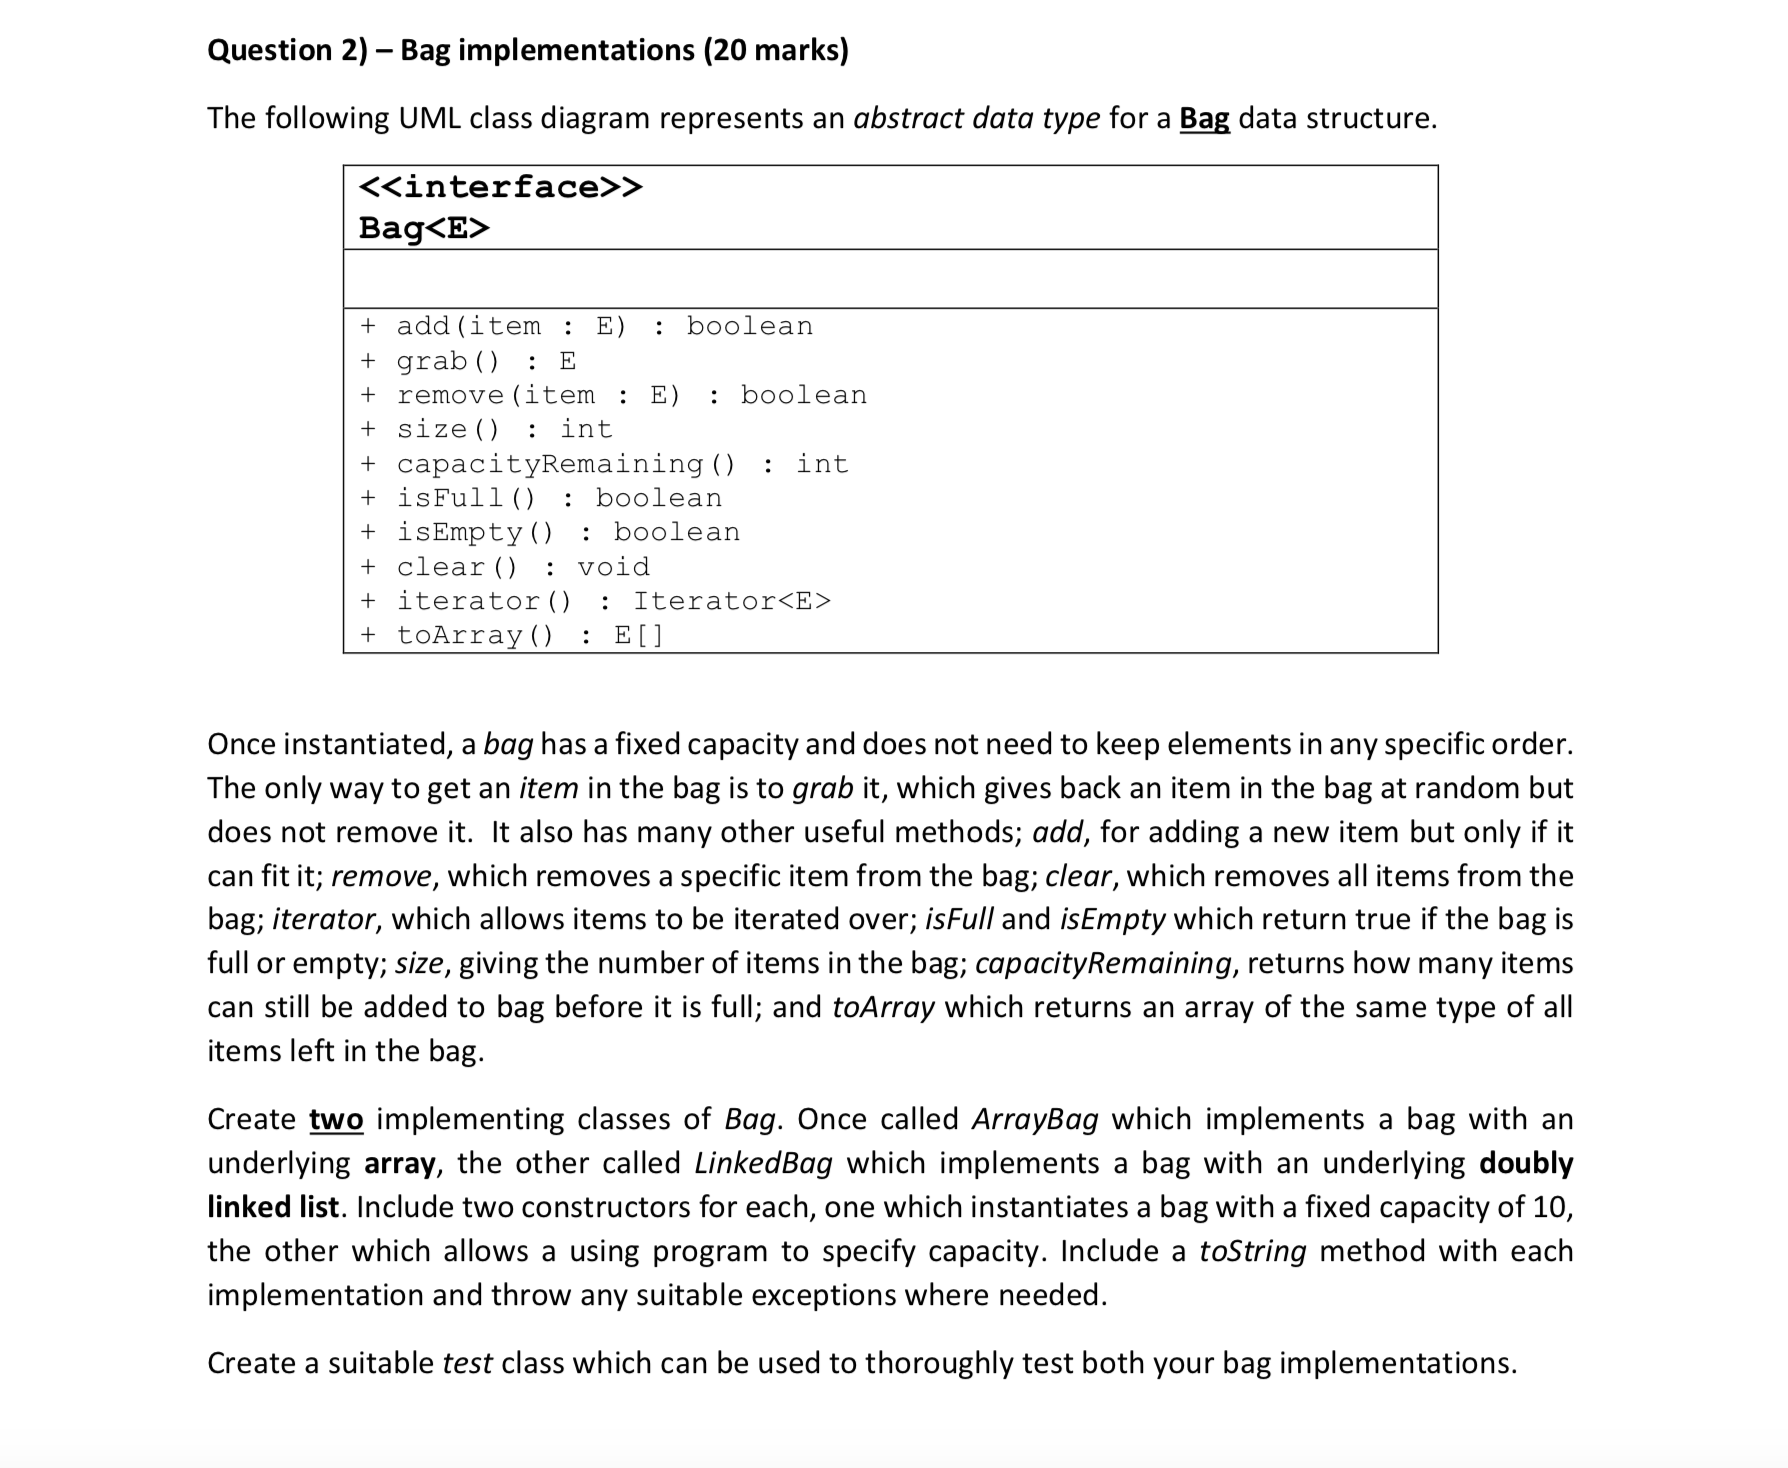 Question 2) – Bag implementations (20 marks)
The following UML class diagram represents an abstract data type for a Bag data structure.
<<interface>>
Bag<E>
+ add(item : E) : boolean
+ grab() : E
+ remove(item : E) : boolean
+ size() : int
+ capacityRemaining() : int
+ isFull() : boolean
+ isEmpty() : boolean
+ clear() : void
+ iterator() : Iterator<E>
+ toArray() : E[]
Once instantiated, a bag has a fixed capacity and does not need to keep elements in any specific order.
The only way to get an item in the bag is to grab it, which gives back an item in the bag at random but
does not remove it. It also has many other useful methods; add, for adding a new item but only if it
can fit it; remove, which removes a specific item from the bag; clear, which removes all items from the
bag; iterator, which allows items to be iterated over; isFull and isEmpty which return true if the bag is
full or empty; size, giving the number of items in the bag; capacityRemaining, returns how many items
can still be added to bag before it is full; and toArray which returns an array of the same type of all
items left in the bag.
Create two implementing classes of Bag. Once called ArrayBag which implements a bag with an
underlying array, the other called LinkedBag which implements a bag with an underlying doubly
linked list. Include two constructors for each, one which instantiates a bag with a fixed capacity of 10,
the other which allows a using program to specify capacity. Include a toString method with each
implementation and throw any suitable exceptions where needed.
Create a suitable test class which can be used to thoroughly test both your bag implementations.